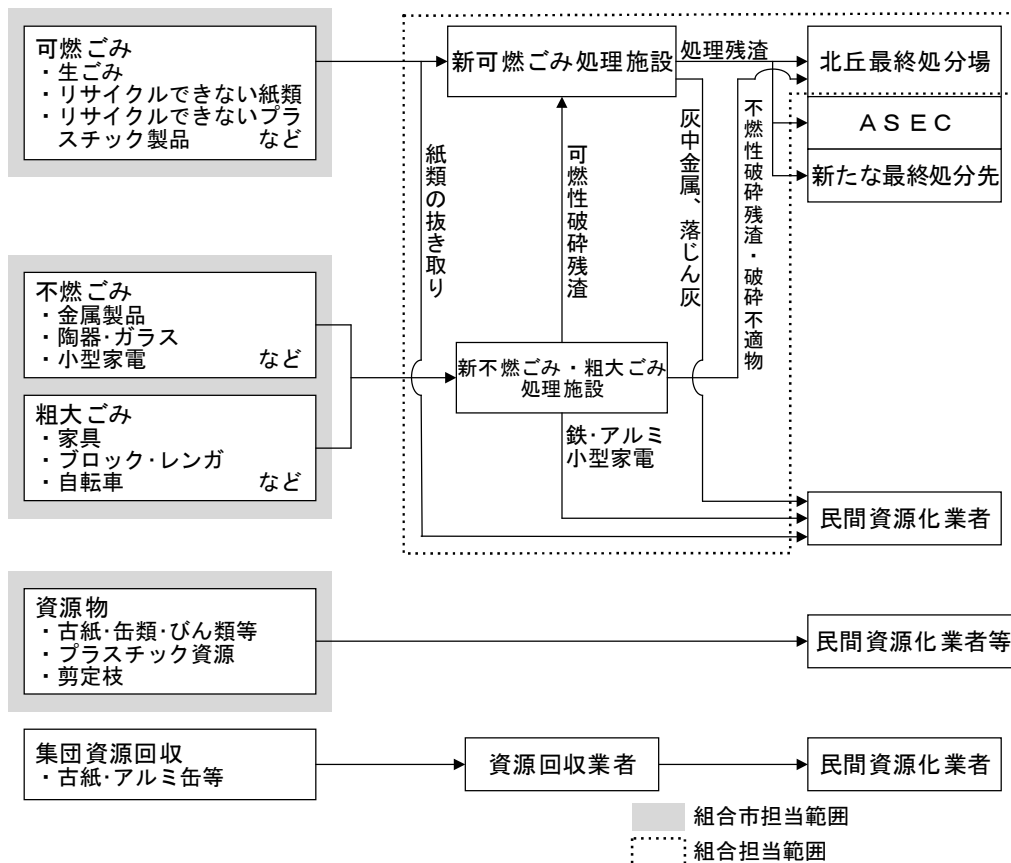 可燃ごみ
・生ごみ
・リサイクルできない紙類
・リサイクルできないプラ
スチック製品 など
新可燃ごみ処理施設
処理残渣
北丘最終処分場
ASEC
新たな最終処分先
紙類の抜き取り
可燃性破砕残渣
灰中金属、落じん灰
不燃性破砕残渣・破砕不適物
不燃ごみ
・金属製品
・陶器・ガラス
・小型家電 など
新不燃ごみ・粗大ごみ
処理施設
粗大ごみ
・家具
・ブロック・レンガ
・自転車 など
鉄・アルミ
小型家電
民間資源化業者
資源物
・古紙・缶類・びん類等
・プラスチック資源
・剪定枝
民間資源化業者等
集団資源回収
・古紙・アルミ缶等
資源回収業者
民間資源化業者
組合市担当範囲
組合担当範囲